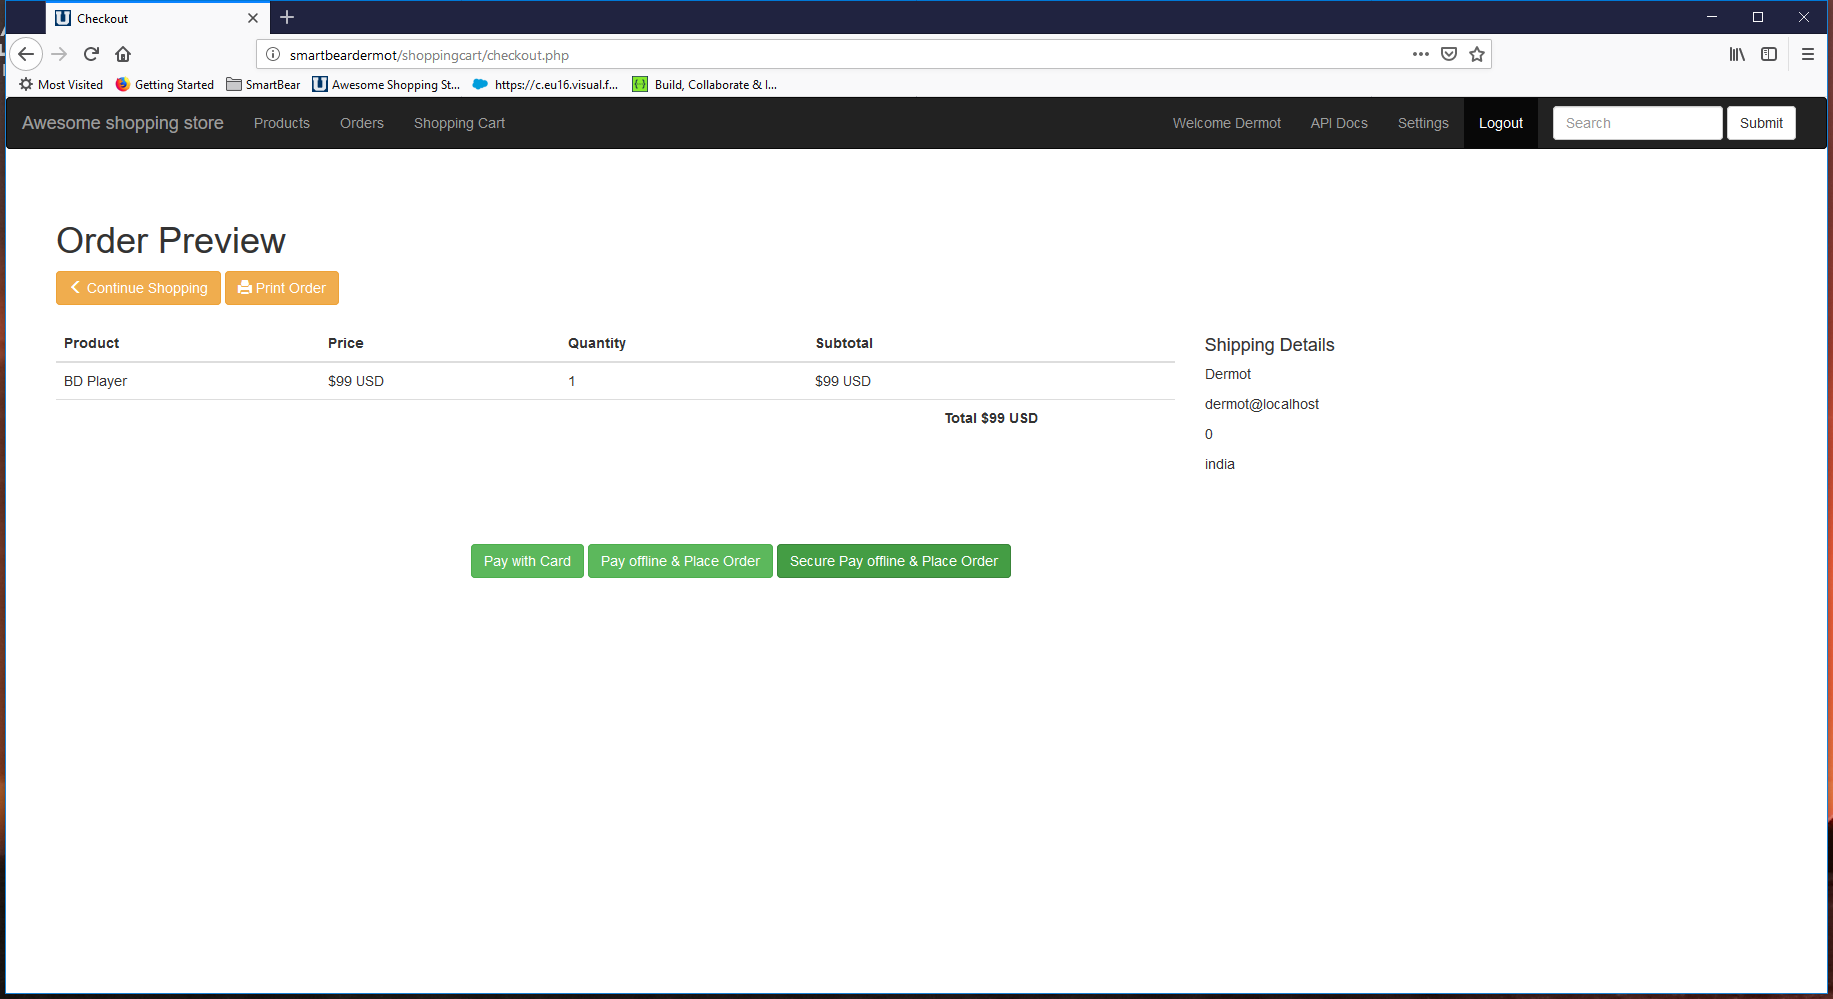 Checkout
smartbeardermot/shoppingcart/checkout.php
Most Visited Getting Started SmartBear Awesome Shopping St... https://c.eu16.visual.f... Build, Collaborate & I...
Awesome shopping store Products Orders Shopping Cart Welcome Dermot API Docs Settings Logout Search Submit
Order Preview
Continue Shopping Print Order
Product Price Quantity Subtotal
BD Player $99 USD 1 $99 USD
Total $99 USD
Shipping Details
Dermot
dermot@localhost
0
india
Pay with Card Pay offline & Place Order Secure Pay offline & Place Order